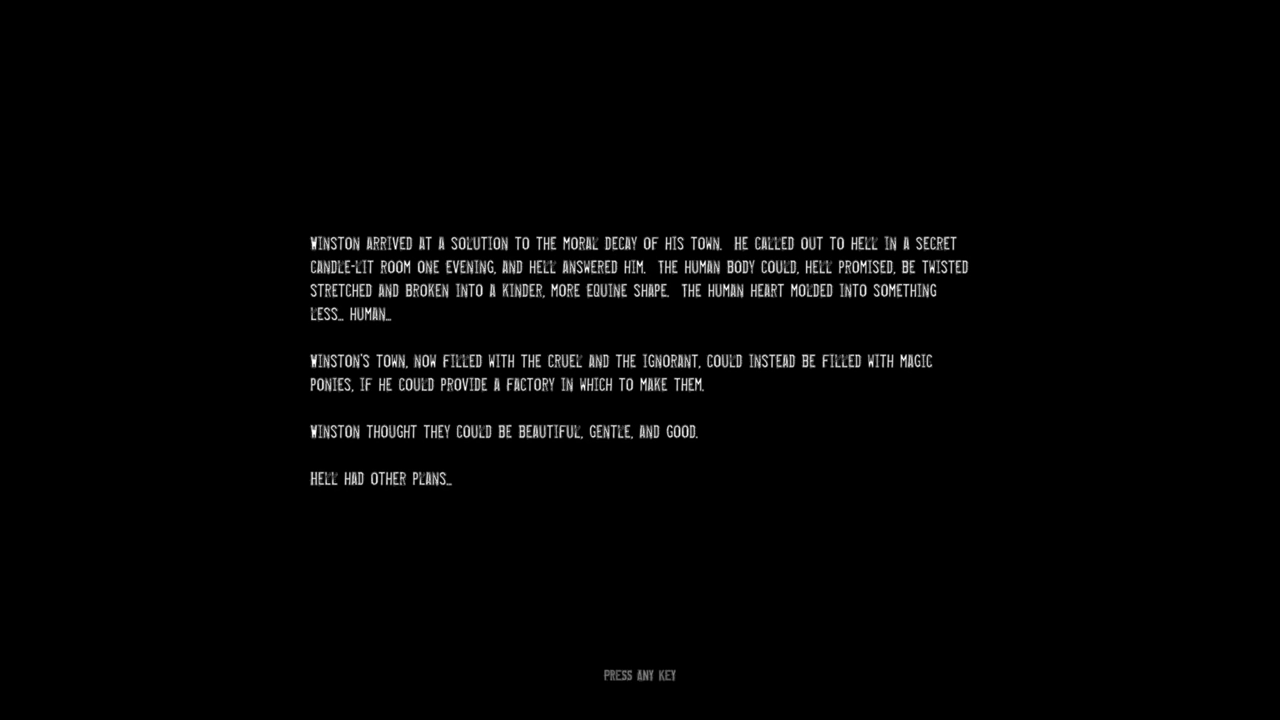 WINSTON ARRIVED AT A SOLUTION TO THE MORAL DECAY OF HIS TOWN.  HE CALLED OUT TO HELL IN A SECRET
CANDLE-LIT ROOM ONE EVENING, AND HELL ANSWERED HIM.  THE HUMAN BODY COULD, HELL PROMISED, BE TWISTED
STRETCHED AND BROKEN INTO A KINDER, MORE EQUINE SHAPE.  THE HUMAN HEART MOLDED INTO SOMETHING
LESS... HUMAN...
WINSTON'S TOWN, NOW FILLED WITH THE CRUEL AND THE IGNORANT, COULD INSTEAD BE FILLED WITH MAGIC
PONIES, IF HE COULD PROVIDE A FACTORY IN WHICH TO MAKE THEM.
WINSTON THOUGHT THEY COULD BE BEAUTIFUL, GENTLE, AND GOOD.
HELL HAD OTHER PLANS...
PRESS ANY KEY